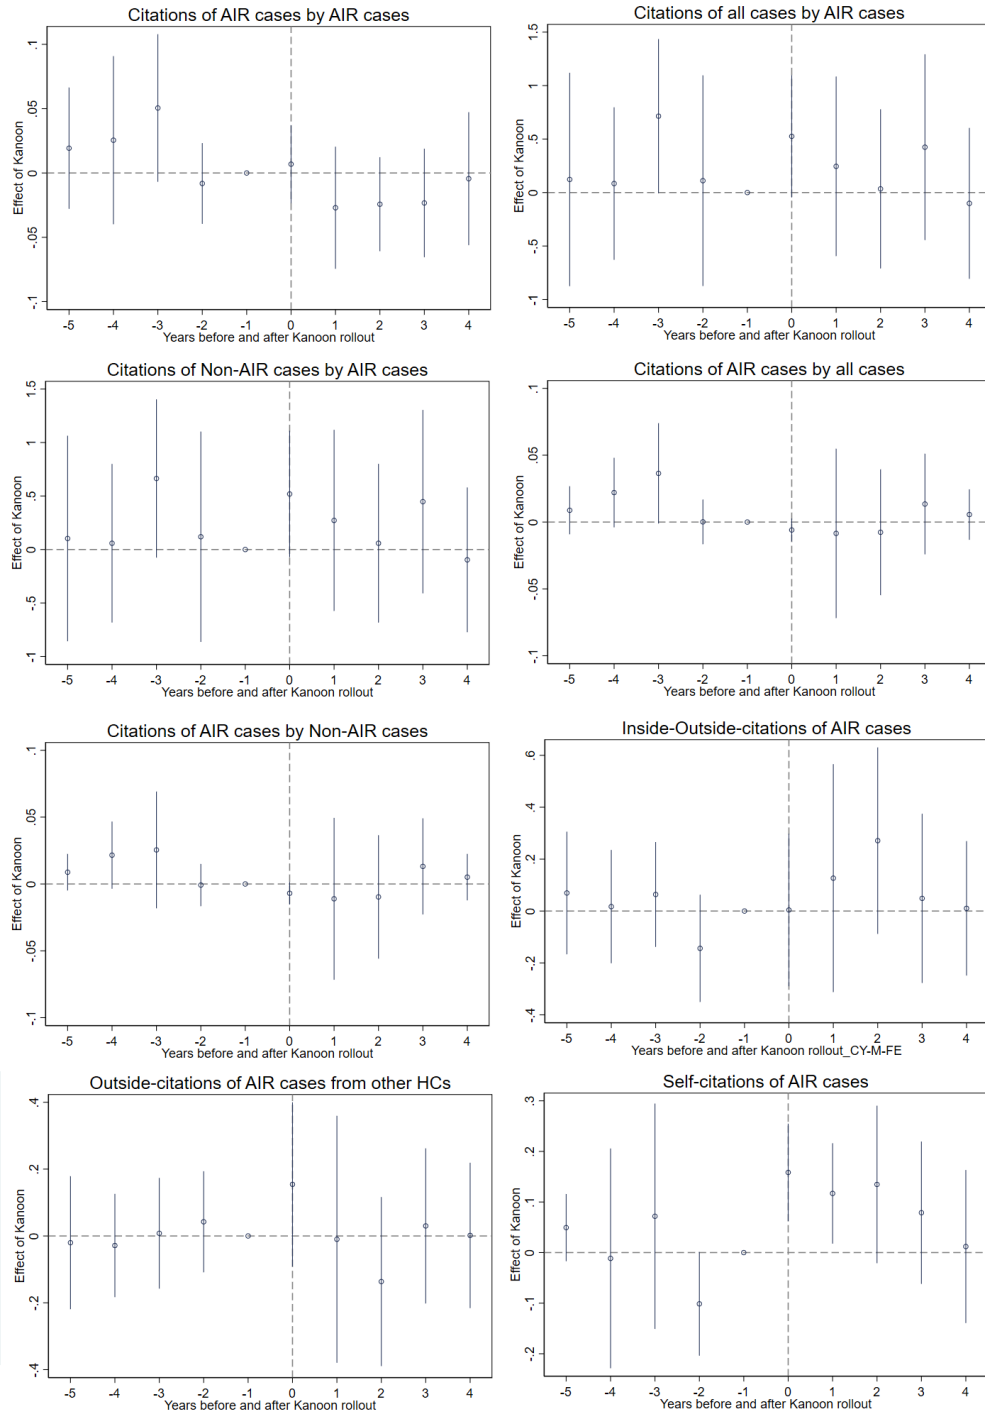 Citations of AIR cases by AIR cases
Effect of Kanoon
.1
.05
0
-.05
-.1
-5 -4 -3 -2 -1 0 1 2 3 4
Years before and after Kanoon rollout
Citations of all cases by AIR cases
Effect of Kanoon
1.5
1
.5
0
-.5
-1
-5 -4 -3 -2 -1 0 1 2 3 4
Years before and after Kanoon rollout
Citations of Non-AIR cases by AIR cases
Effect of Kanoon
1.5
1
.5
0
-.5
-1
-5 -4 -3 -2 -1 0 1 2 3 4
Years before and after Kanoon rollout
Citations of AIR cases by all cases
Effect of Kanoon
.1
.05
0
-.05
-.1
-5 -4 -3 -2 -1 0 1 2 3 4
Years before and after Kanoon rollout
Citations of AIR cases by Non-AIR cases
Effect of Kanoon
.1
.05
0
-.05
-.1
-5 -4 -3 -2 -1 0 1 2 3 4
Years before and after Kanoon rollout
Inside-Outside-citations of AIR cases
Effect of Kanoon
.6
.4
.2
0
-.2
-.4
-5 -4 -3 -2 -1 0 1 2 3 4
Years before and after Kanoon rollout_CY-M-FE
Outside-citations of AIR cases from other HCs
Effect of Kanoon
.4
.2
0
-.2
-.4
-5 -4 -3 -2 -1 0 1 2 3 4
Years before and after Kanoon rollout
Self-citations of AIR cases
Effect of Kanoon
.3
.2
.1
0
-.1
-.2
-5 -4 -3 -2 -1 0 1 2 3 4
Years before and after Kanoon rollout